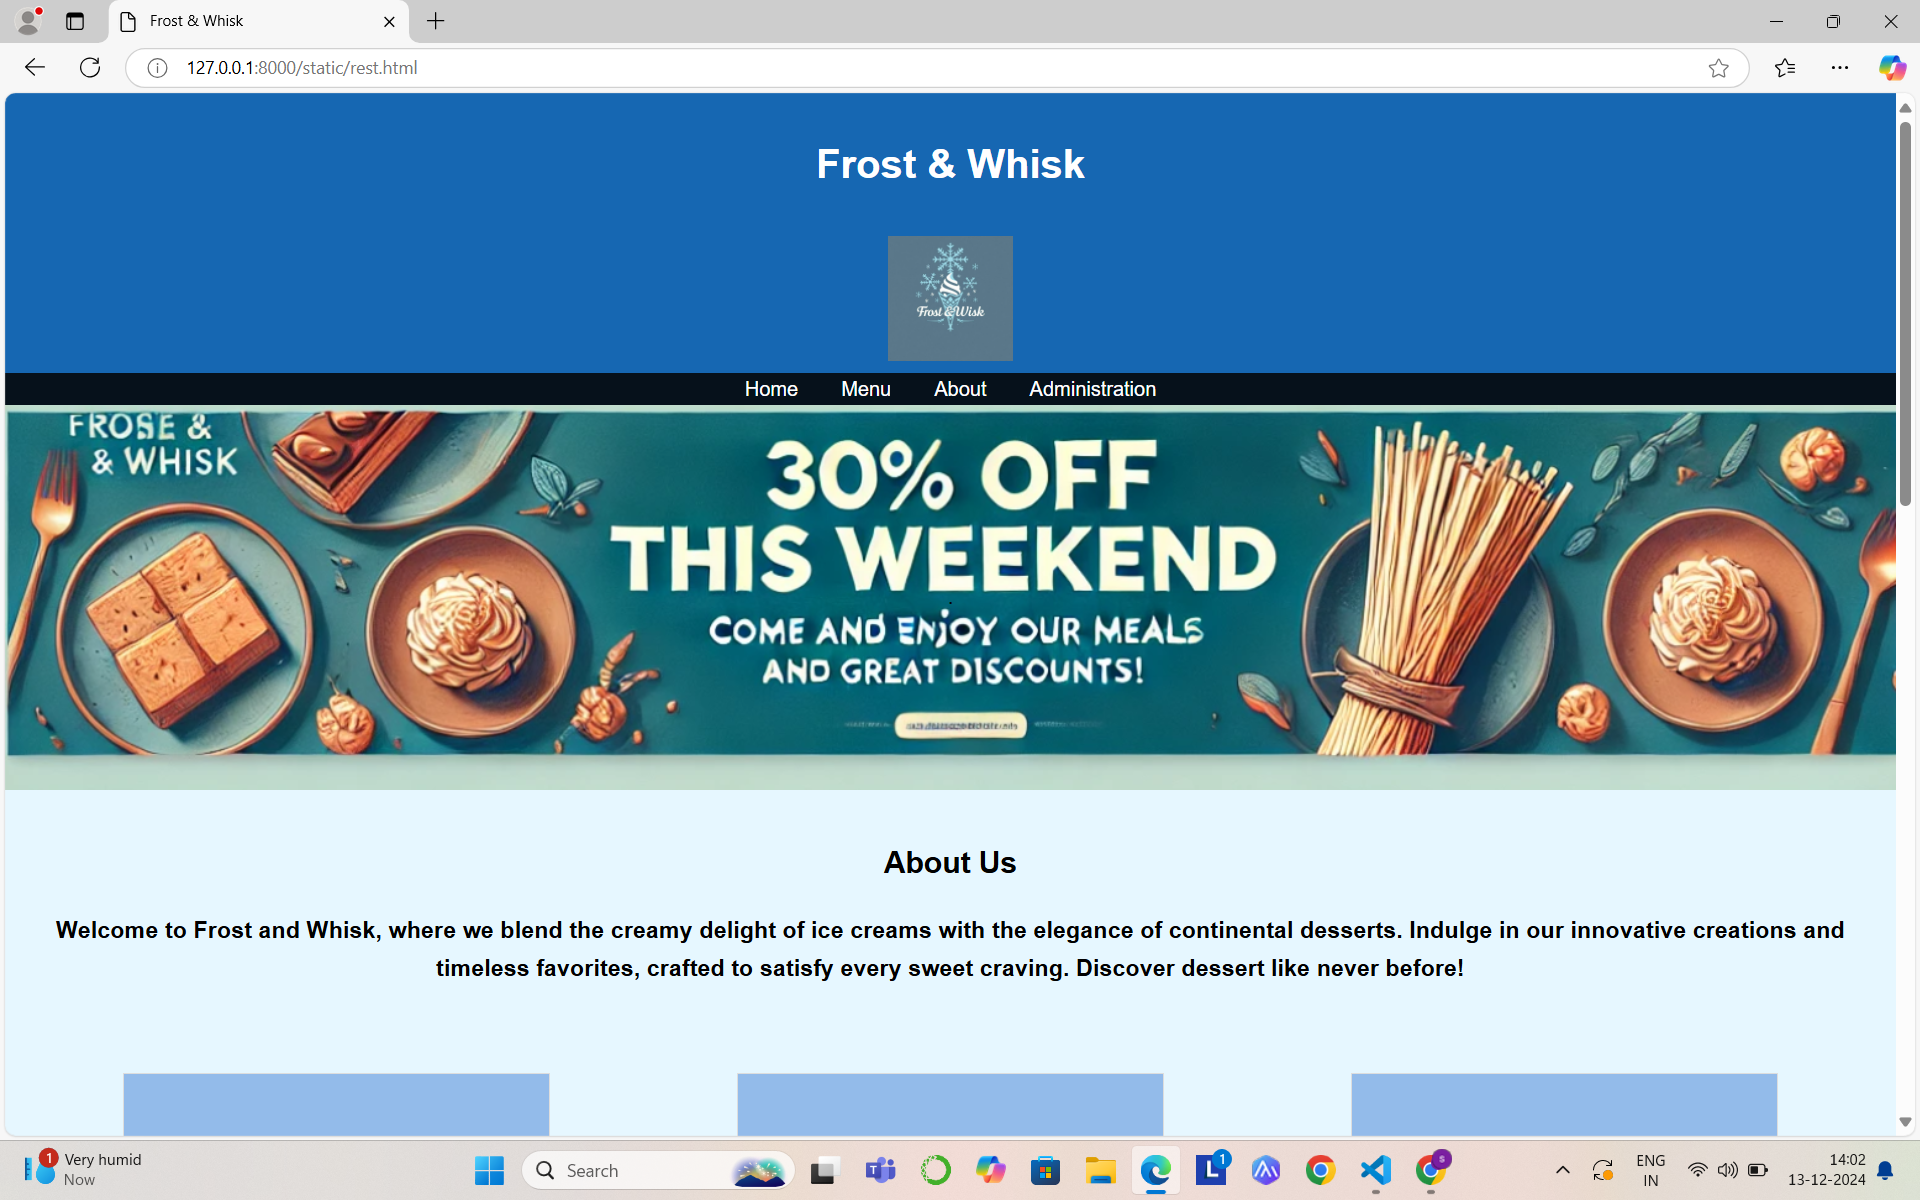 Frost & Whisk
127.0.0.1:8000/static/rest.html
Frost & Whisk
Frost & Wisk
Home Menu About Administration
FROSE &
& WHISK
30% OFF
THIS WEEKEND
COME AND ENJOY OUR MEALS
AND GREAT DISCOUNTS!
About Us
Welcome to Frost and Whisk, where we blend the creamy delight of ice creams with the elegance of continental desserts. Indulge in our innovative creations and
timeless favorites, crafted to satisfy every sweet craving. Discover dessert like never before!
1
Very humid
Now
Search
L
1
S
ENG
IN
14:02
13-12-2024